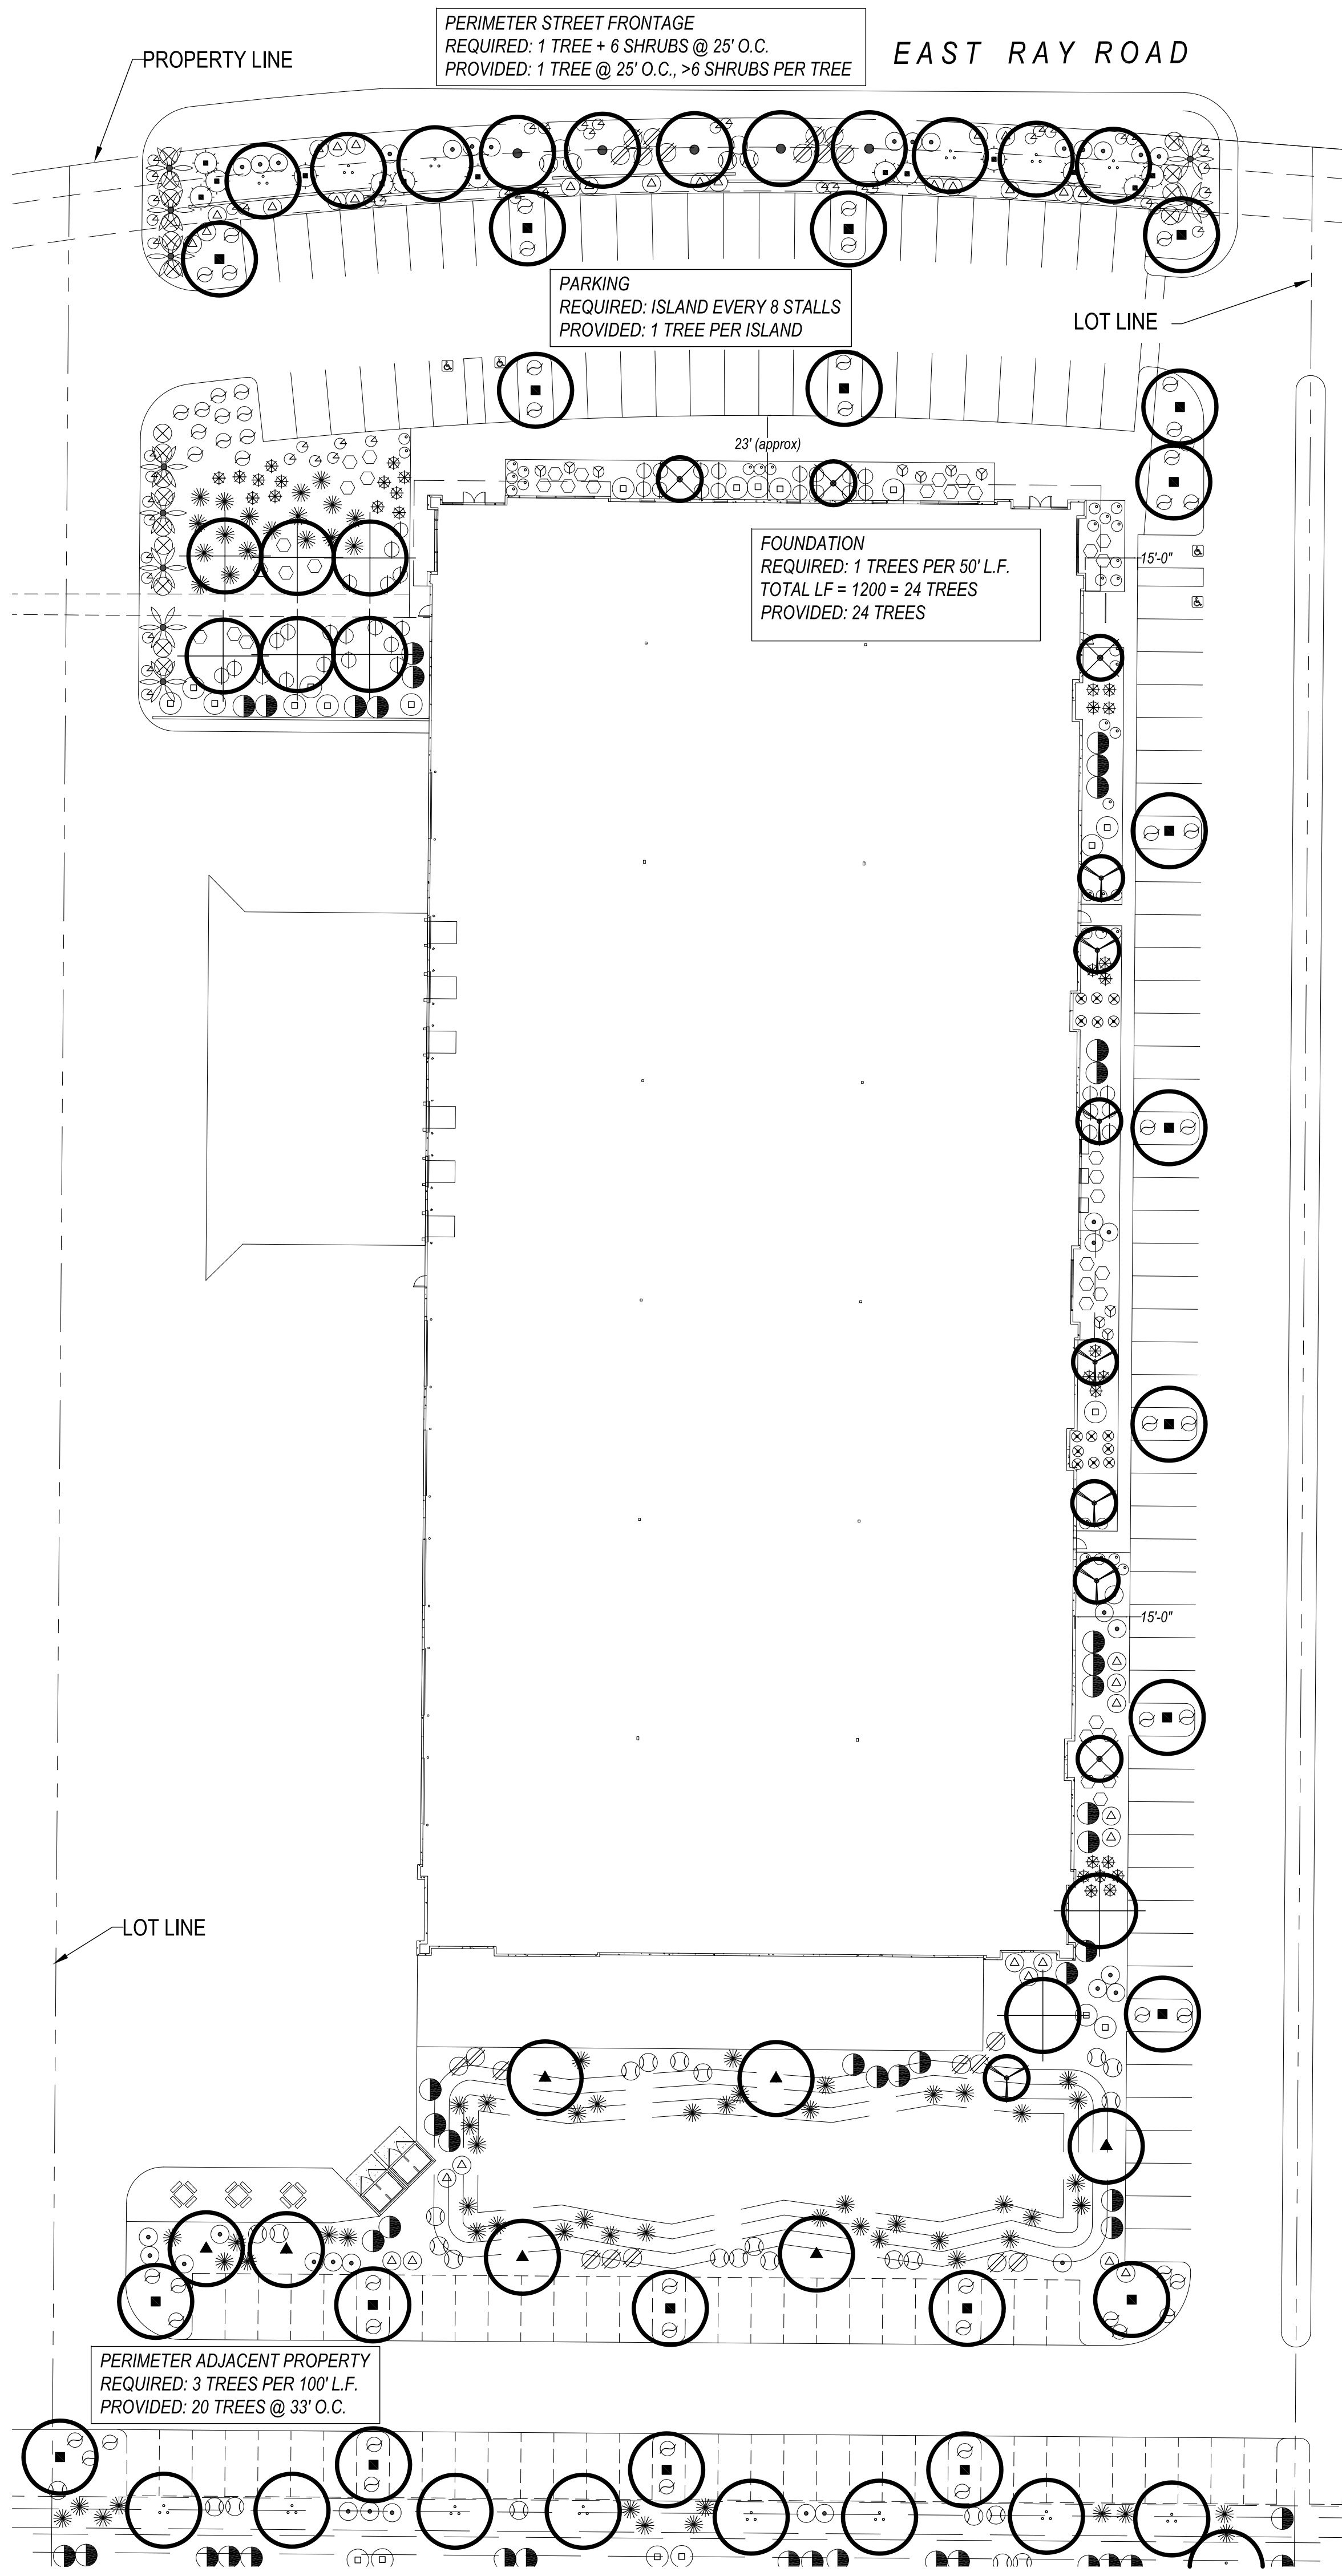 PERIMETER STREET FRONTAGE
REQUIRED: 1 TREE + 6 SHRUBS @ 25' O.C.
PROVIDED: 1 TREE @ 25' O.C., >6 SHRUBS PER TREE
EAST RAY ROAD
PROPERTY LINE
PARKING
REQUIRED: ISLAND EVERY 8 STALLS
PROVIDED: 1 TREE PER ISLAND
LOT LINE
23' (approx)
FOUNDATION
REQUIRED: 1 TREES PER 50' L.F.
TOTAL LF = 1200 = 24 TREES
PROVIDED: 24 TREES
15'-0"
15'-0"
LOT LINE
PERIMETER ADJACENT PROPERTY
REQUIRED: 3 TREES PER 100' L.F.
PROVIDED: 20 TREES @ 33' O.C.